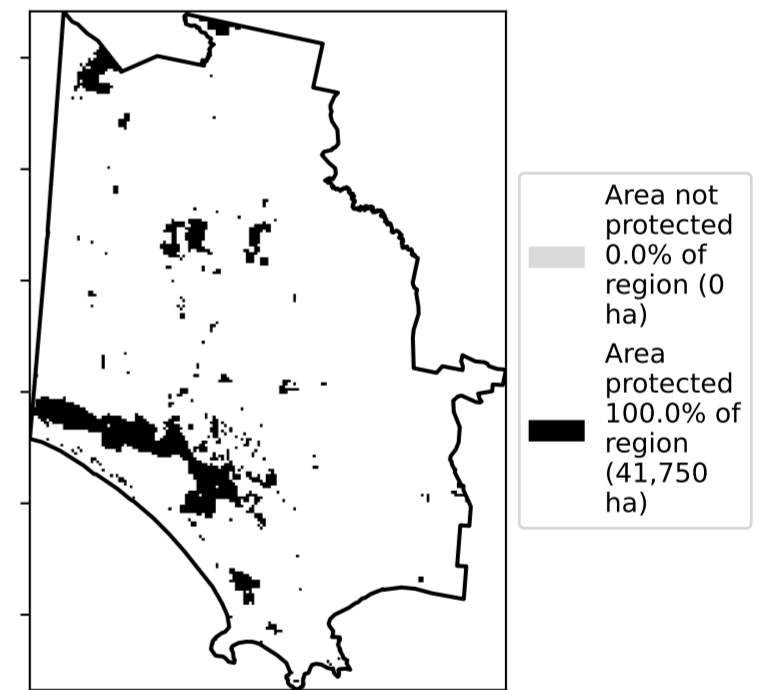 Area not
protected
0.0% of
region (0
ha)
Area
protected
100.0% of
region
(41,750
ha)